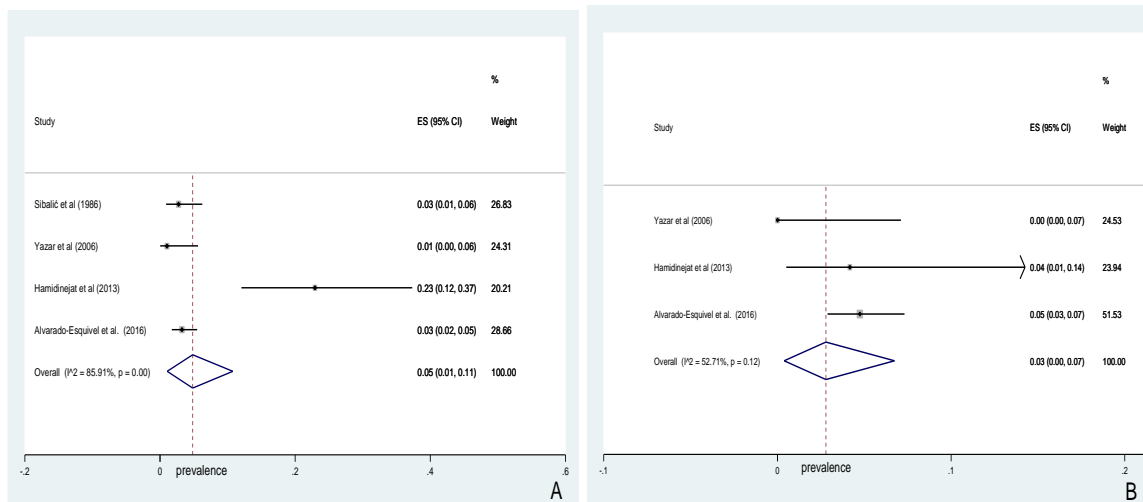 %
Study ES (95% CI) Weight
Sibalić et al (1986) 0.03 (0.01, 0.06) 26.83
Yazar et al (2006) 0.01 (0.00, 0.06) 24.31
Hamidinejat et al (2013) 0.23 (0.12, 0.37) 20.21
Alvarado-Esquivel et al. (2016) 0.03 (0.02, 0.05) 28.66
Overall (I^2 = 85.91%, p = 0.00) 0.05 (0.01, 0.11) 100.00
-.2 0 .2 .4 .6
prevalence
A
%
Study ES (95% CI) Weight
Yazar et al (2006) 0.00 (0.00, 0.07) 24.53
Hamidinejat et al (2013) 0.04 (0.01, 0.14) 23.94
Alvarado-Esquivel et al. (2016) 0.05 (0.03, 0.07) 51.53
Overall (I^2 = 52.71%, p = 0.12) 0.03 (0.00, 0.07) 100.00
-.1 0 .1 .2
prevalence
B